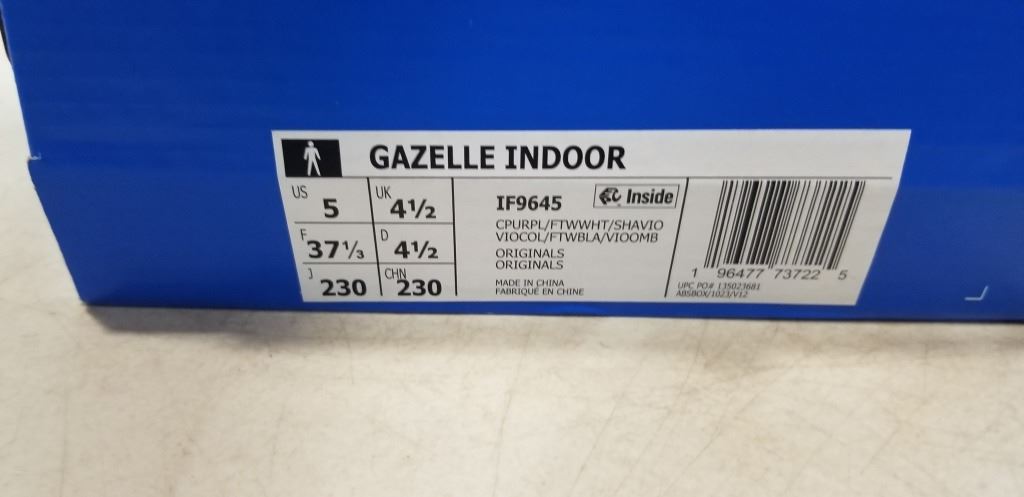 GAZELLE INDOOR
US 5 UK 4½
F 37⅓ D 4½
J 230 CHN 230
IF9645 Inside
CPURPL/FTWWHT/SHAVIO
VIOCOL/FTWBLA/VIOOMB
ORIGINALS
ORIGINALS
MADE IN CHINA
FABRIQUÉ EN CHINE
1 96477 73722 5
UPC PO# 135023681
ABSBOX/1023/V12